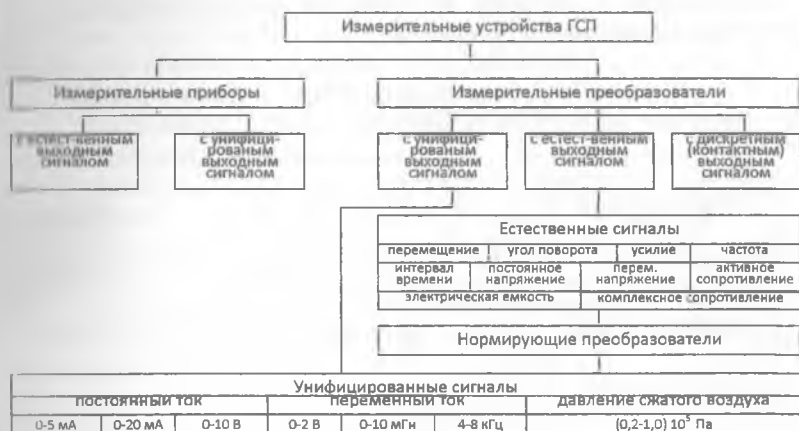 Измерительные устройства ГСП
Измерительные приборы
Измерительные преобразователи
с естест-венным
выходным
сигналом
с унифици-
рованым
выходным
сигналом
с унифици-
рованым
выходным
сигналом
с естест-венным
выходным
сигналом
с дискретным
(контактным)
выходным
сигналом
Естественные сигналы
перемещение угол поворота усилие частота
интервал
времени
постоянное
напряжение
перем.
напряжение
активное
сопротивление
электрическая емкость комплексное сопротивление
Нормирующие преобразователи
Унифицированные сигналы
постоянный ток переменный ток давление сжатого воздуха
0-5 мА 0-20 мА 0-10 В 0-2 В 0-10 мГн 4-8 кГц (0,2-1,0) 10⁵ Па